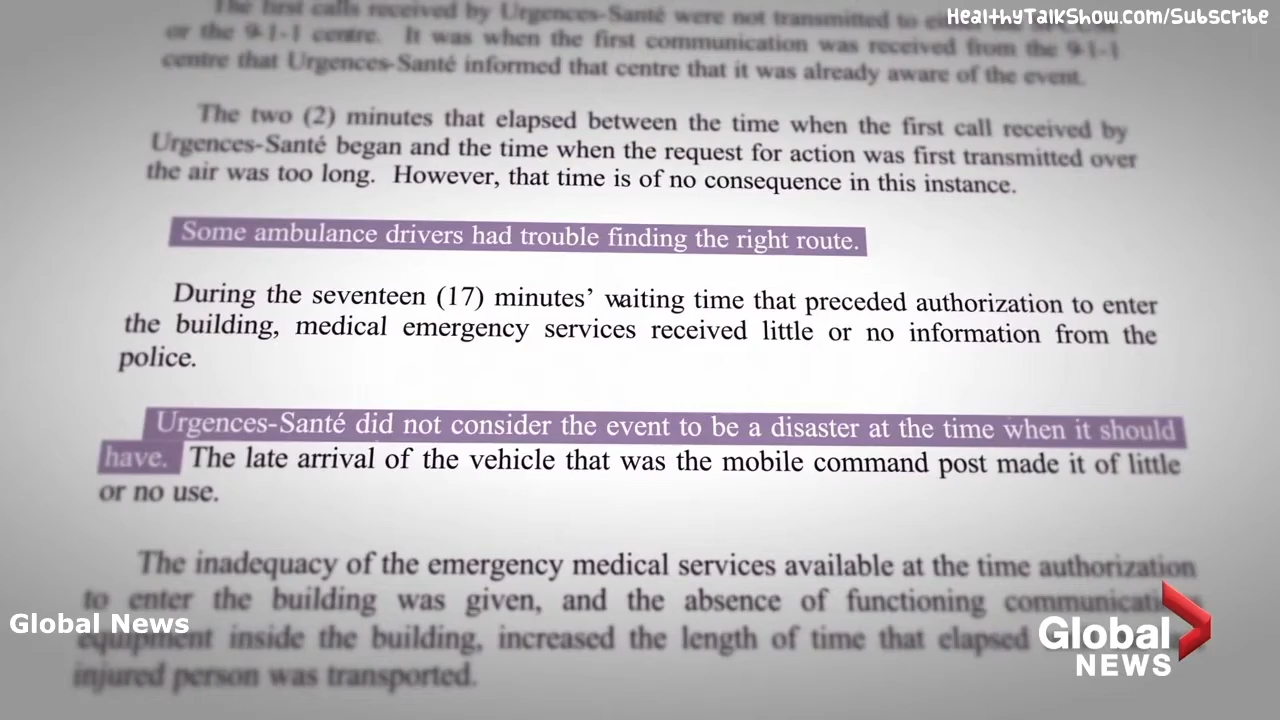 HealthyTalkShow.com/Subscribe
The first calls received by Urgences-Santé were not transmitted to
or the 9-1-1 centre. It was when the first communication was received from the 9-1-1
centre that Urgences-Santé informed that centre that it was already aware of the event.
The two (2) minutes that elapsed between the time when the first call received by
Urgences-Santé began and the time when the request for action was first transmitted over
the air was too long. However, that time is of no consequence in this instance.
Some ambulance drivers had trouble finding the right route.
During the seventeen (17) minutes’ waiting time that preceded authorization to enter
the building, medical emergency services received little or no information from the
police.
Urgences-Santé did not consider the event to be a disaster at the time when it should
have. The late arrival of the vehicle that was the mobile command post made it of little
or no use.
The inadequacy of the emergency medical services available at the time authorization
to enter the building was given, and the absence of functioning
equipment inside the building, increased the length of time that elapsed
injured person was transported.
Global News
Global
NEWS